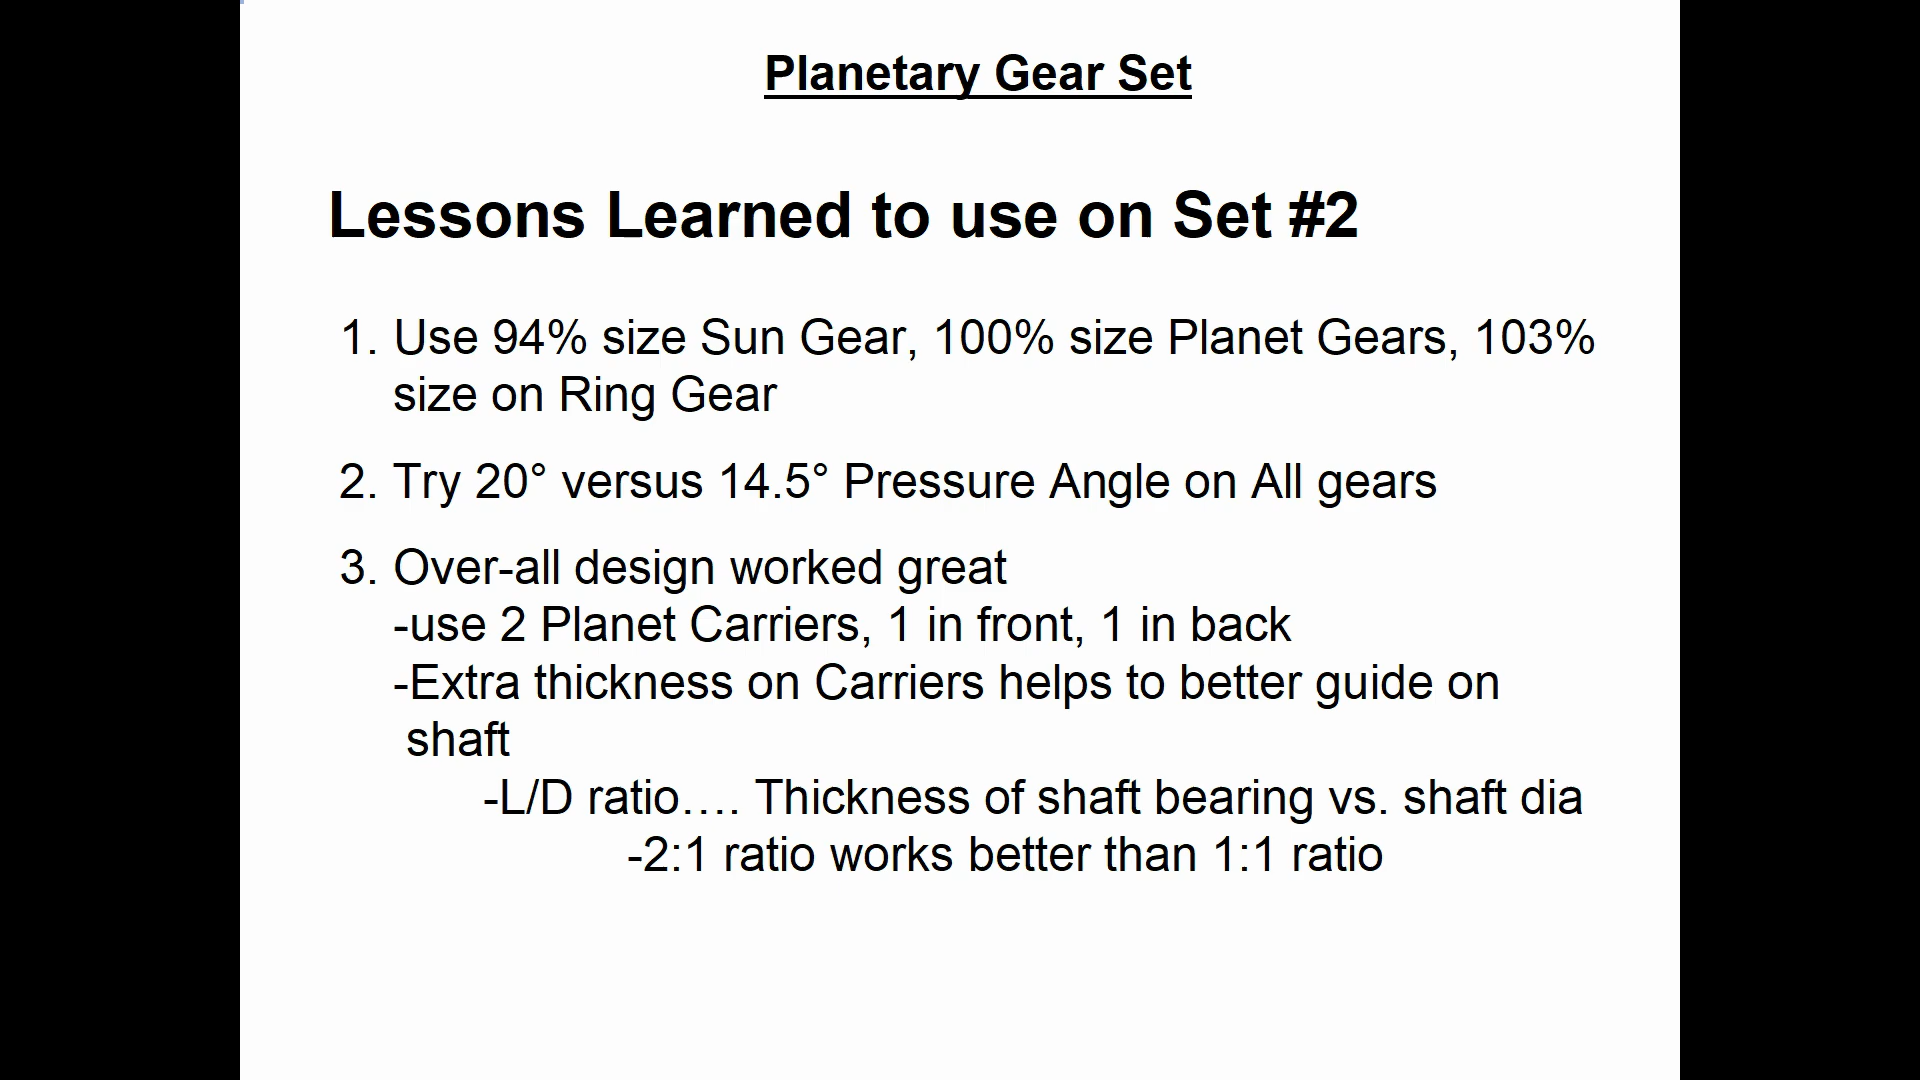 Planetary Gear Set
Lessons Learned to use on Set #2
1. Use 94% size Sun Gear, 100% size Planet Gears, 103%
size on Ring Gear
2. Try 20° versus 14.5° Pressure Angle on All gears
3. Over-all design worked great
-use 2 Planet Carriers, 1 in front, 1 in back
-Extra thickness on Carriers helps to better guide on
shaft
-L/D ratio…. Thickness of shaft bearing vs. shaft dia
-2:1 ratio works better than 1:1 ratio